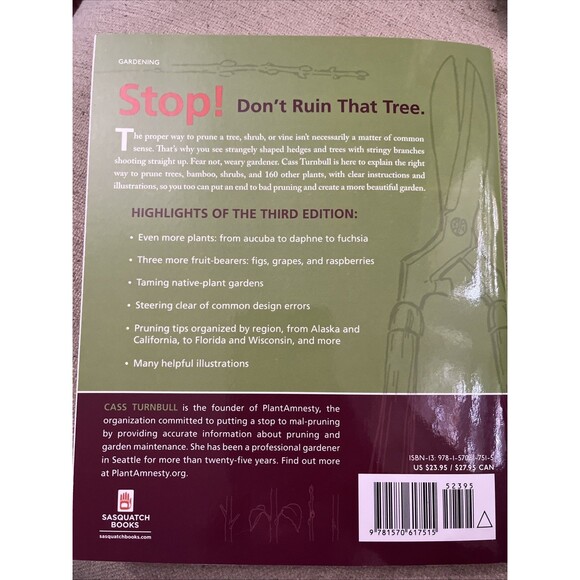 GARDENING
Stop! Don't Ruin That Tree.
The proper way to prune a tree, shrub, or vine isn't necessarily a matter of common
sense. That's why you see strangely shaped hedges and trees with stringy branches
shooting straight up. Fear not, weary gardener. Cass Turnbull is here to explain the right
way to prune trees, bamboo, shrubs, and 160 other plants, with clear instructions and
illustrations, so you too can put an end to bad pruning and create a more beautiful garden.
HIGHLIGHTS OF THE THIRD EDITION:
• Even more plants: from aucuba to daphne to fuchsia
• Three more fruit-bearers: figs, grapes, and raspberries
• Taming native-plant gardens
• Steering clear of common design errors
• Pruning tips organized by region, from Alaska and
California, to Florida and Wisconsin, and more
• Many helpful illustrations
CASS TURNBULL is the founder of PlantAmnesty, the
organization committed to putting a stop to mal-pruning
by providing accurate information about pruning and
garden maintenance. She has been a professional gardener
in Seattle for more than twenty-five years. Find out more
at PlantAmnesty.org.
SASQUATCH
BOOKS
sasquatchbooks.com
ISBN-13: 978-1-57061-751-5
US $23.95 / $27.95 CAN
52395
9 781570 617515